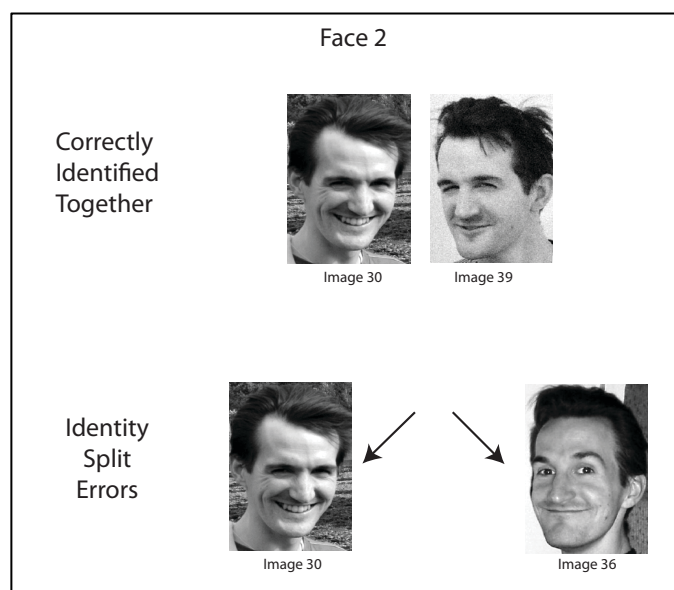 Face 2
Correctly
Identified
Together
Image 30
Image 39
Identity
Split
Errors
Image 30
Image 36